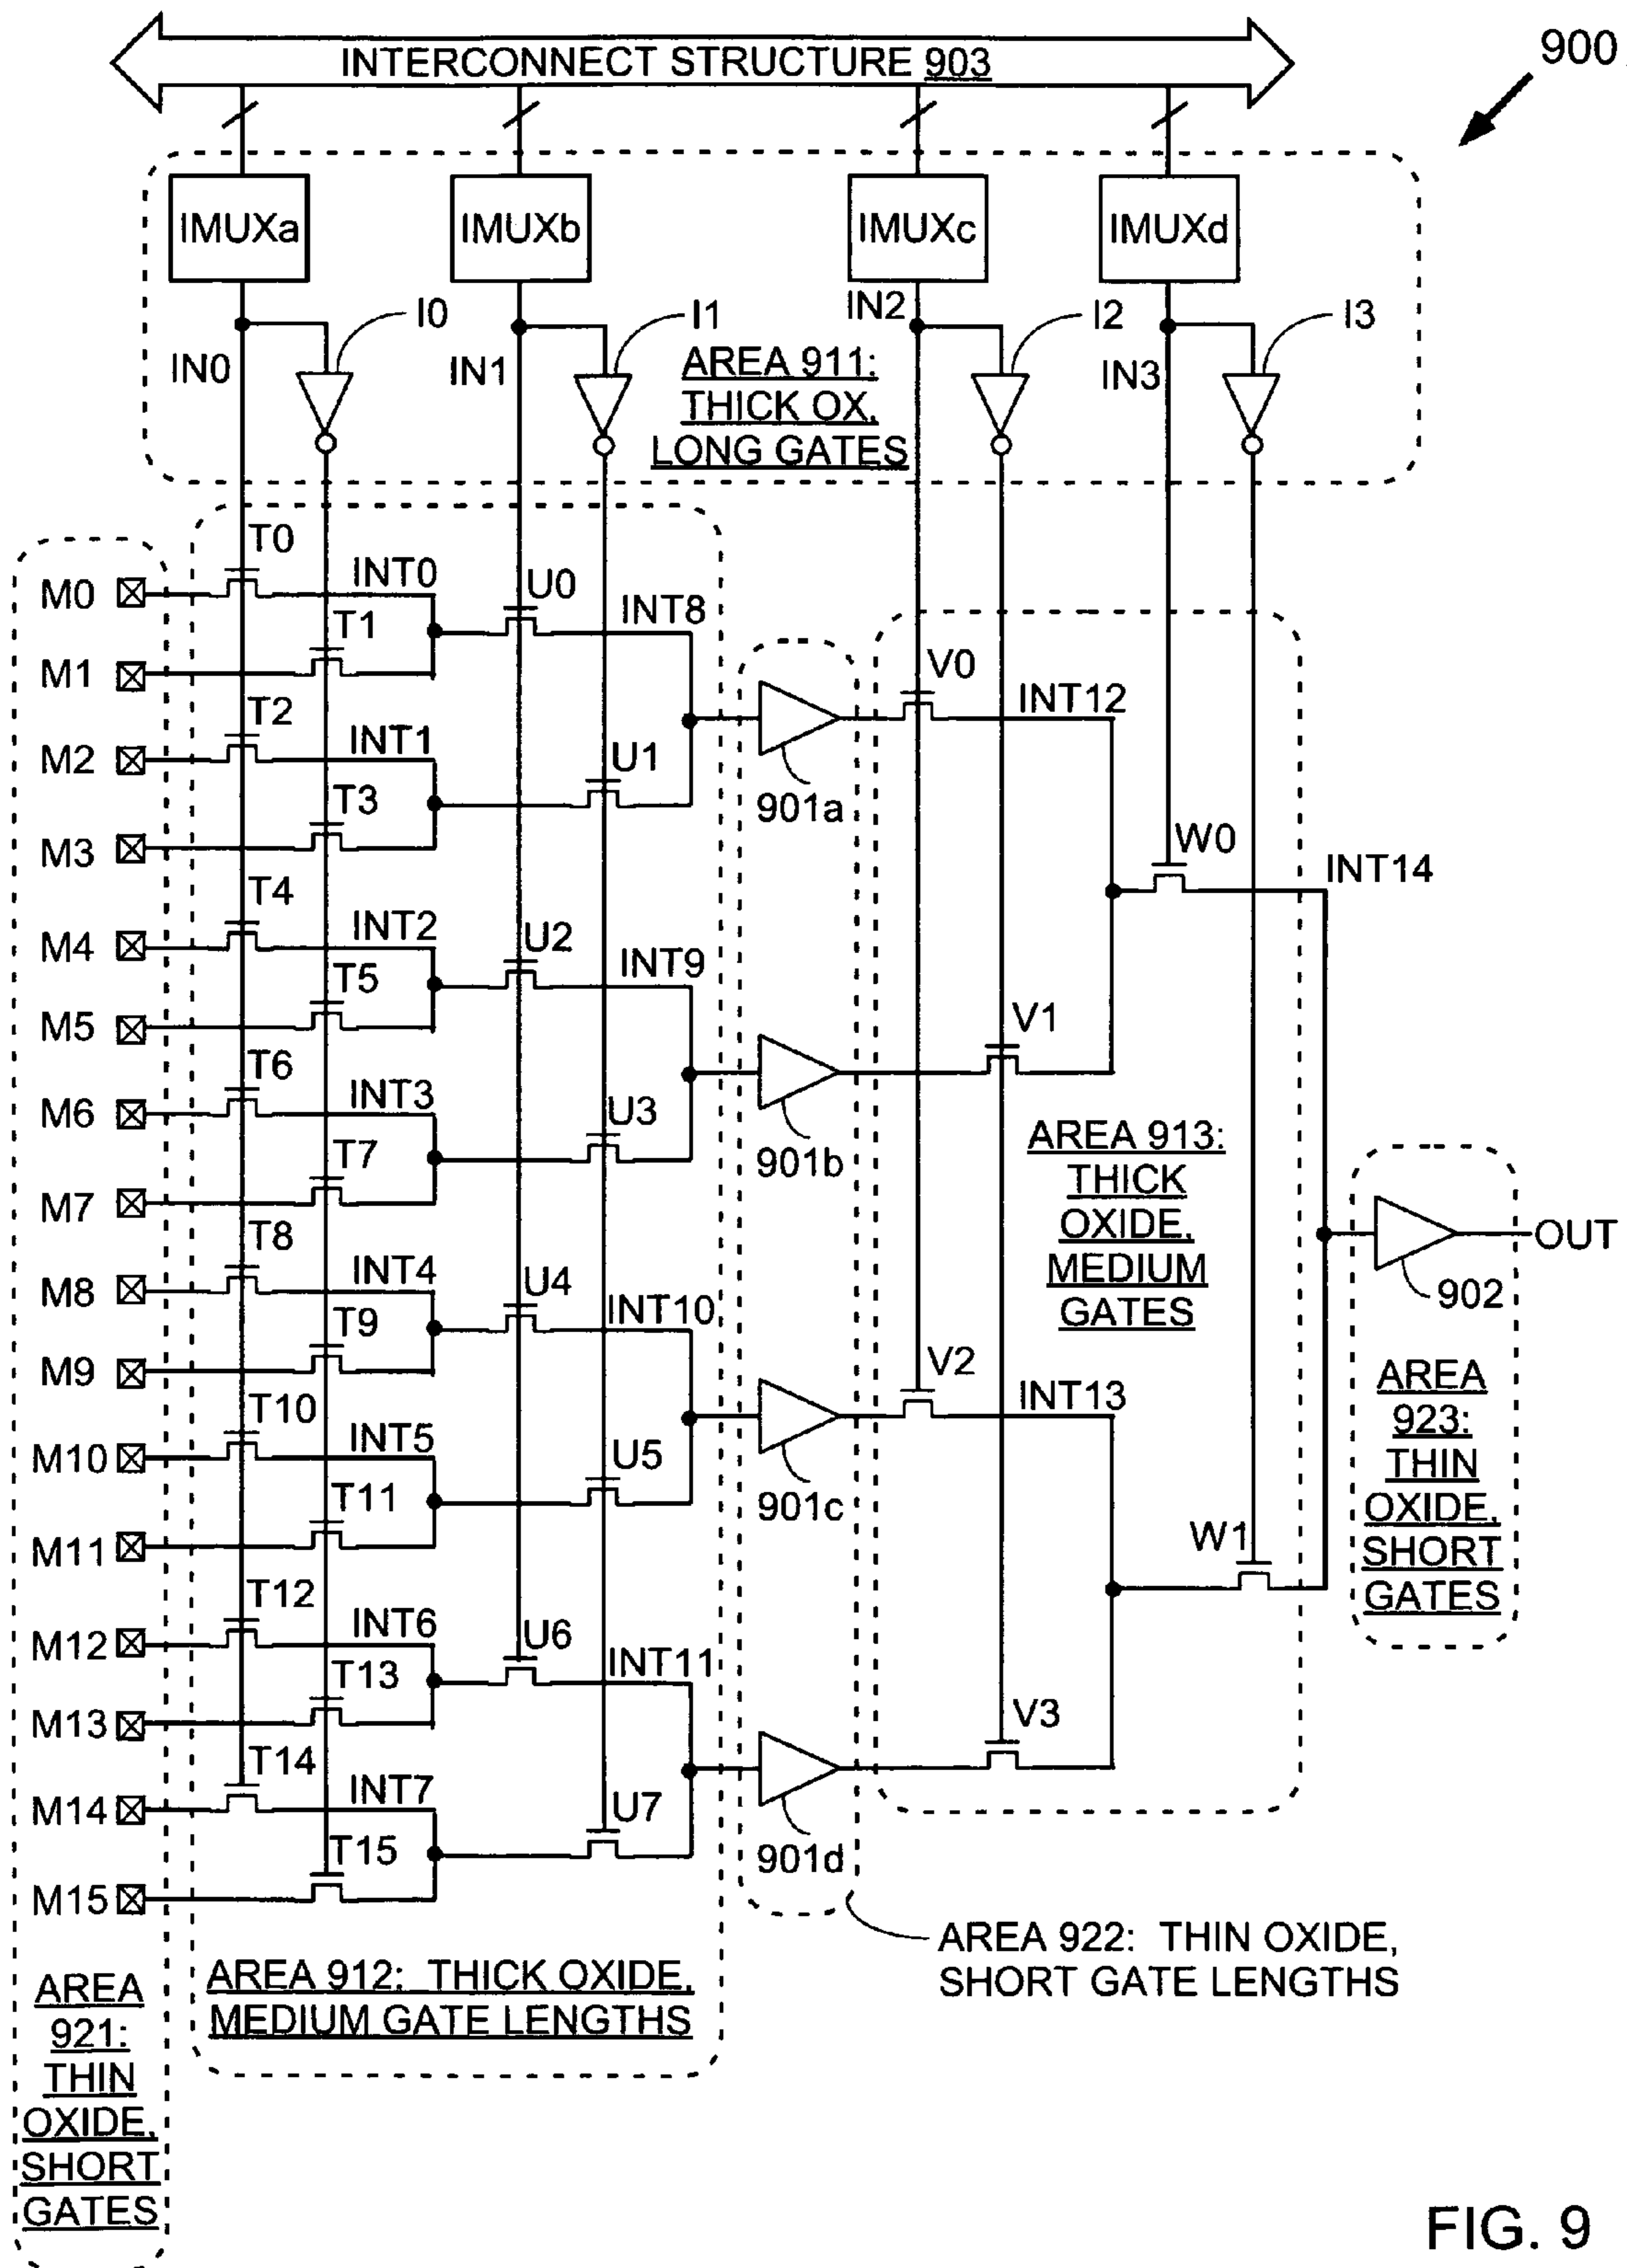 900
INTERCONNECT STRUCTURE 903
IMUXa
IMUXb
IMUXc
IMUXd
IN0
I0
IN1
I1
IN2
I2
IN3
I3
AREA 911:
THICK OX,
LONG GATES
T0
M0
INT0
U0
INT8
T1
M1
V0
INT12
T2
M2
INT1
U1
T3
901a
M3
W0
INT14
T4
M4
INT2
U2
INT9
T5
M5
V1
T6
M6
INT3
U3
T7
901b
M7
AREA 913:
THICK
OXIDE,
MEDIUM
GATES
OUT
902
T8
M8
INT4
U4
INT10
T9
M9
V2
INT13
T10
M10
INT5
U5
T11
901c
M11
W1
AREA
923:
THIN
OXIDE,
SHORT
GATES
T12
M12
INT6
U6
INT11
T13
M13
V3
T14
M14
INT7
U7
T15
901d
M15
AREA 922: THIN OXIDE,
SHORT GATE LENGTHS
AREA 912: THICK OXIDE,
MEDIUM GATE LENGTHS
AREA
921:
THIN
OXIDE,
SHORT
GATES
FIG. 9